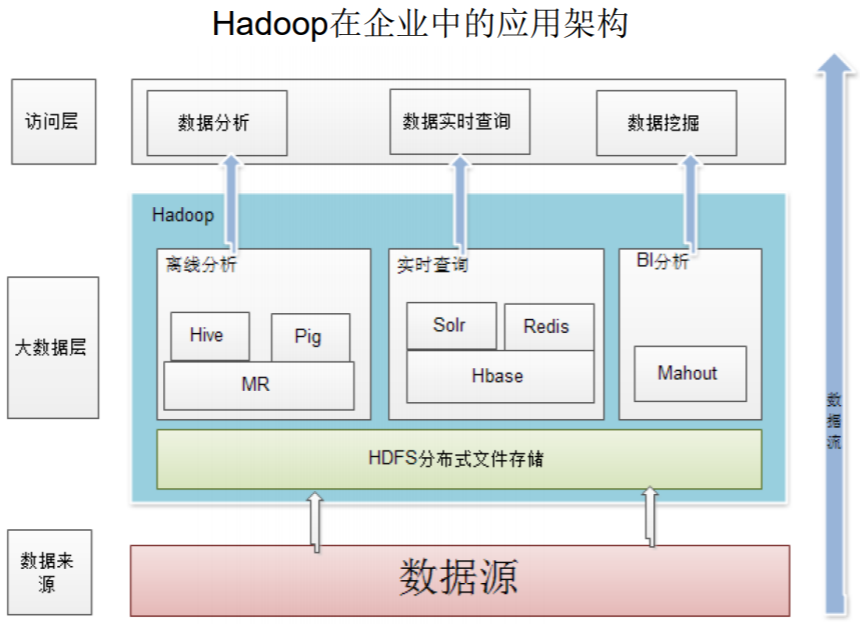 Hadoop在企业中的应用架构
访问层
数据分析
数据实时查询
数据挖掘
Hadoop
离线分析
实时查询
BI分析
大数据层
Hive
Pig
MR
Solr
Redis
Hbase
Mahout
HDFS分布式文件存储
数据来
源
数据源
数
据
流